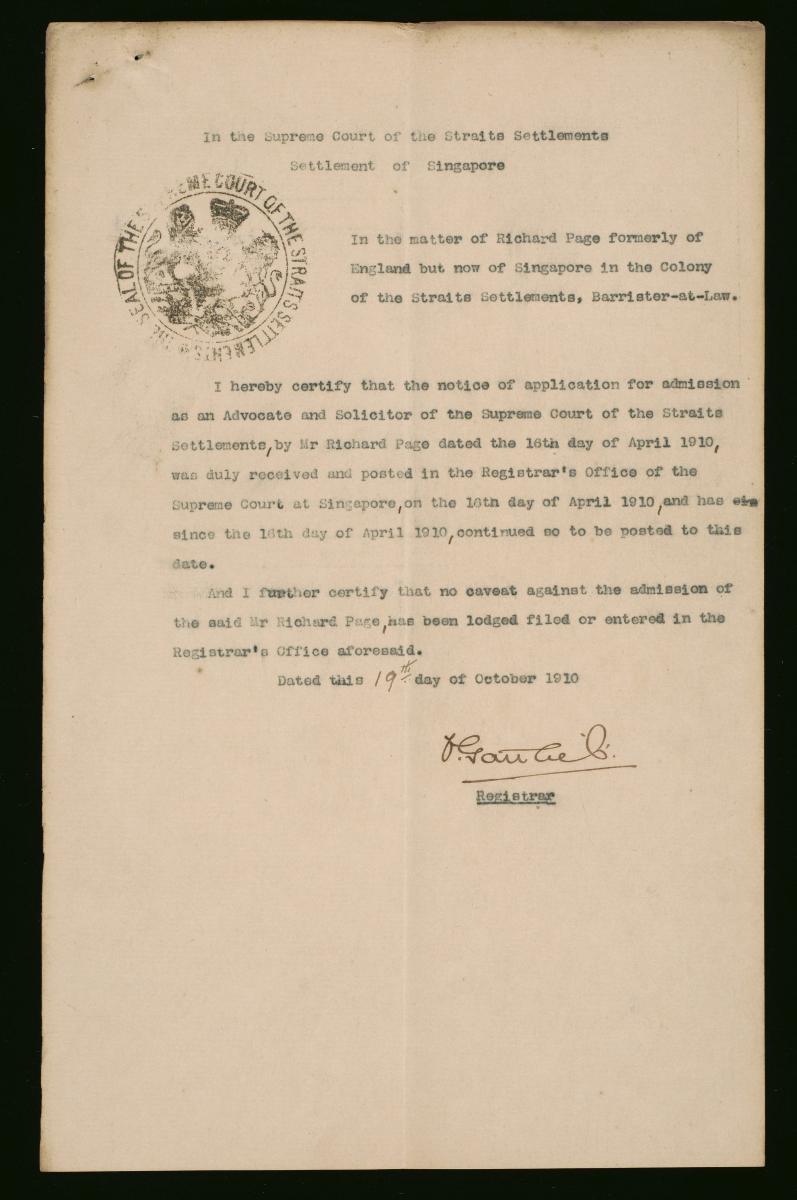 In the Supreme Court of the Straits Settlements
Settlement of Singapore
THE SEAL OF THE SUPREME COURT OF THE STRAITS SETTLEMENTS
In the matter of Richard Page formerly of
England but now of Singapore in the Colony
of the Straits Settlements, Barrister-at-Law.
I hereby certify that the notice of application for admission
as an Advocate and Solicitor of the Supreme Court of the Straits
Settlements, by Mr Richard Page dated the 16th day of April 1910,
was duly received and posted in the Registrar's Office of the
Supreme Court at Singapore, on the 16th day of April 1910, and has
since the 16th day of April 1910, continued so to be posted to this
date.
And I further certify that no caveat against the admission of
the said Mr Richard Page, has been lodged filed or entered in the
Registrar's Office aforesaid.
Dated this 19th day of October 1910
Registrar